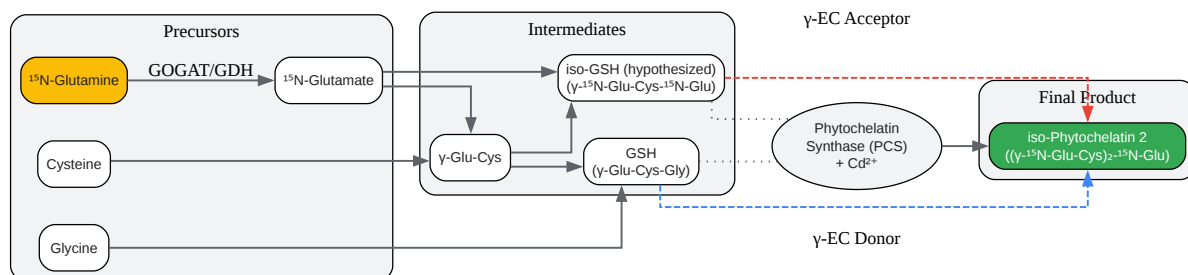 γ-EC Acceptor
Precursors
Intermediates
¹⁵N-Glutamine
GOGAT/GDH
¹⁵N-Glutamate
iso-GSH (hypothesized)
(γ-¹⁵N-Glu-Cys-¹⁵N-Glu)
Final Product
Phytochelatin
Synthase (PCS)
+ Cd²⁺
iso-Phytochelatin 2
((γ-¹⁵N-Glu-Cys)₂-¹⁵N-Glu)
Cysteine
γ-Glu-Cys
GSH
(γ-Glu-Cys-Gly)
Glycine
γ-EC Donor